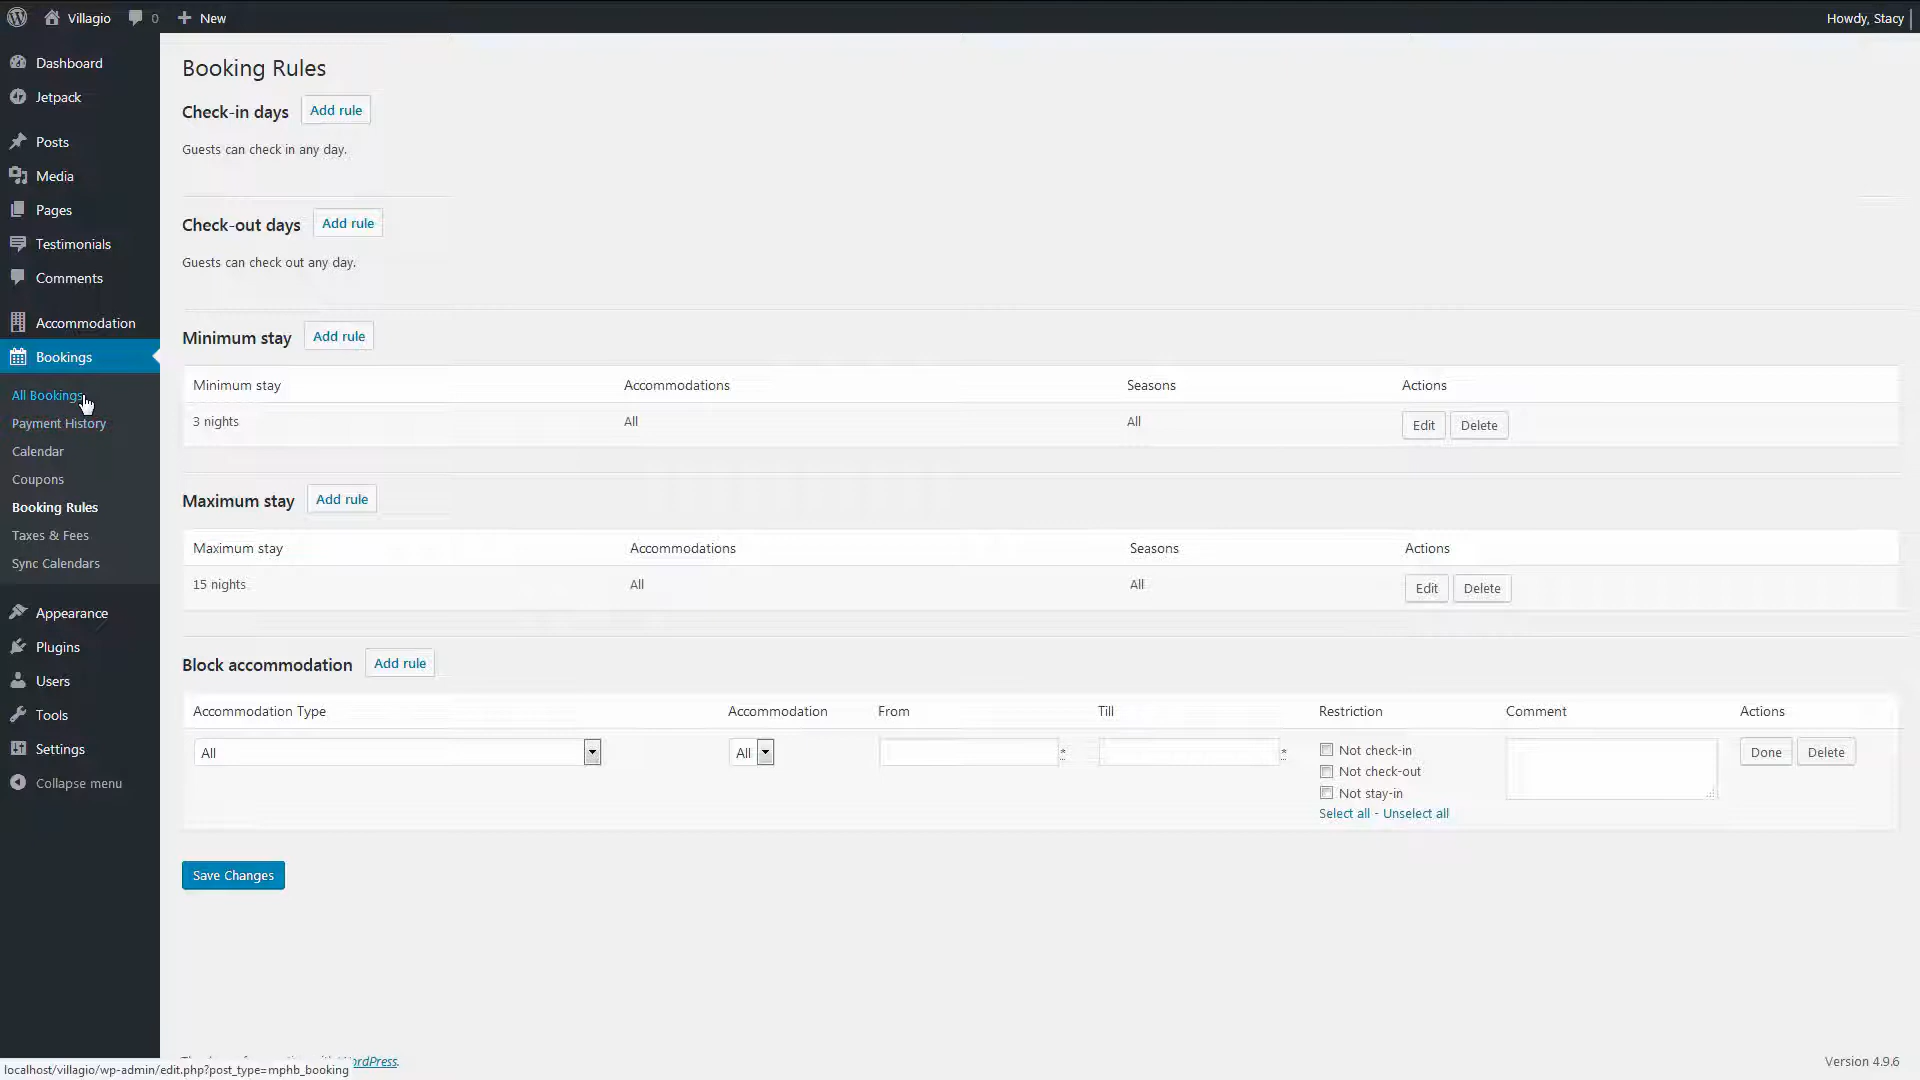 Villagio 0 New Howdy, Stacy
Dashboard
Jetpack
Posts
Media
Pages
Testimonials
Comments
Accommodation
Bookings
All Bookings
Payment History
Calendar
Coupons
Booking Rules
Taxes & Fees
Sync Calendars
Appearance
Plugins
Users
Tools
Settings
Collapse menu
Booking Rules
Check-in days Add rule
Guests can check in any day.
Check-out days Add rule
Guests can check out any day.
Minimum stay Add rule
Minimum stay Accommodations Seasons Actions
3 nights All All Edit Delete
Maximum stay Add rule
Maximum stay Accommodations Seasons Actions
15 nights All All Edit Delete
Block accommodation Add rule
Accommodation Type Accommodation From Till Restriction Comment Actions
All All * * Not check-in Done Delete
Not check-out
Not stay-in
Select all - Unselect all
Save Changes
Version 4.9.6
localhost/villagio/wp-admin/edit.php?post_type=mphb_booking